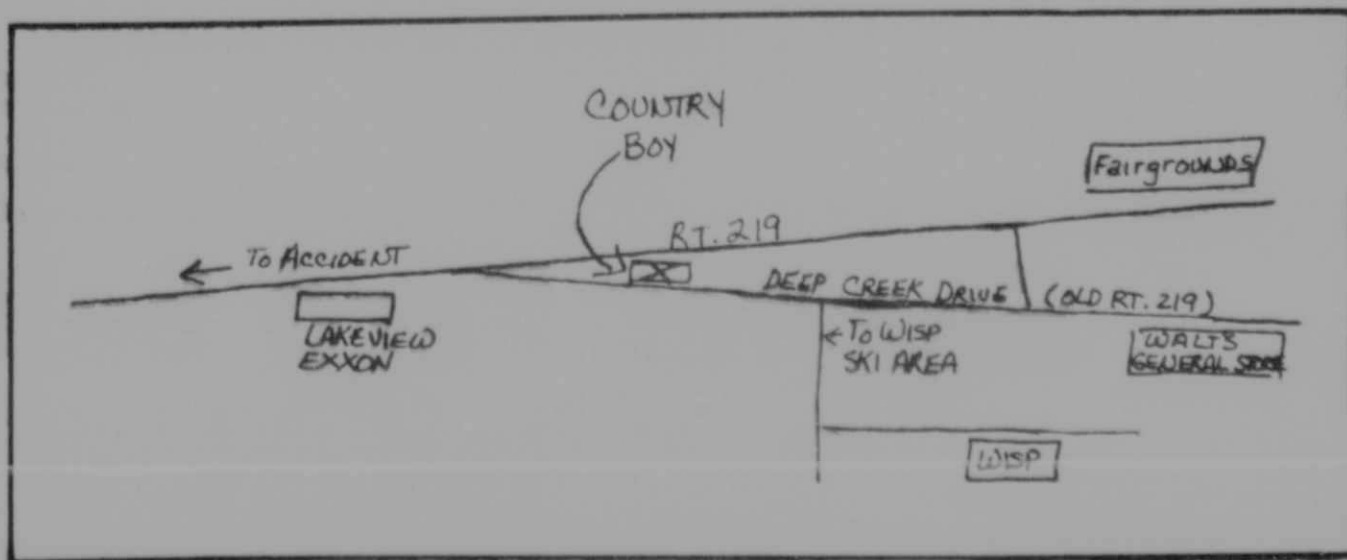 COUNTRY
BOY
Fairgrounds
RT. 219
TO ACCIDENT
DEEP CREEK DRIVE (OLD RT. 219)
LAKEVIEW
EXXON
TO WISP
SKI AREA
WALT'S
GENERAL STORE
WISP